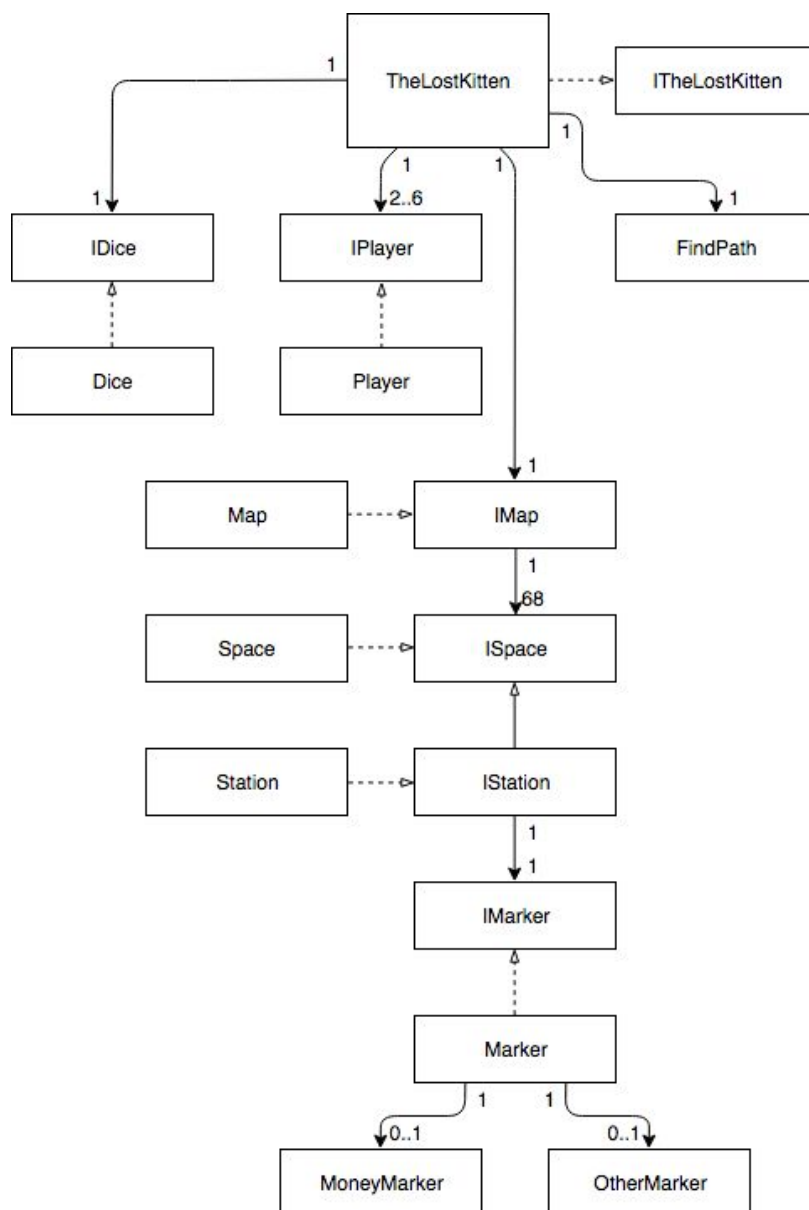 TheLostKitten
ITheLostKitten
1
1
1
1
1
2..6
1
IDice
IPlayer
FindPath
Dice
Player
1
Map
IMap
1
68
Space
ISpace
Station
IStation
1
1
IMarker
Marker
1
1
0..1
0..1
MoneyMarker
OtherMarker